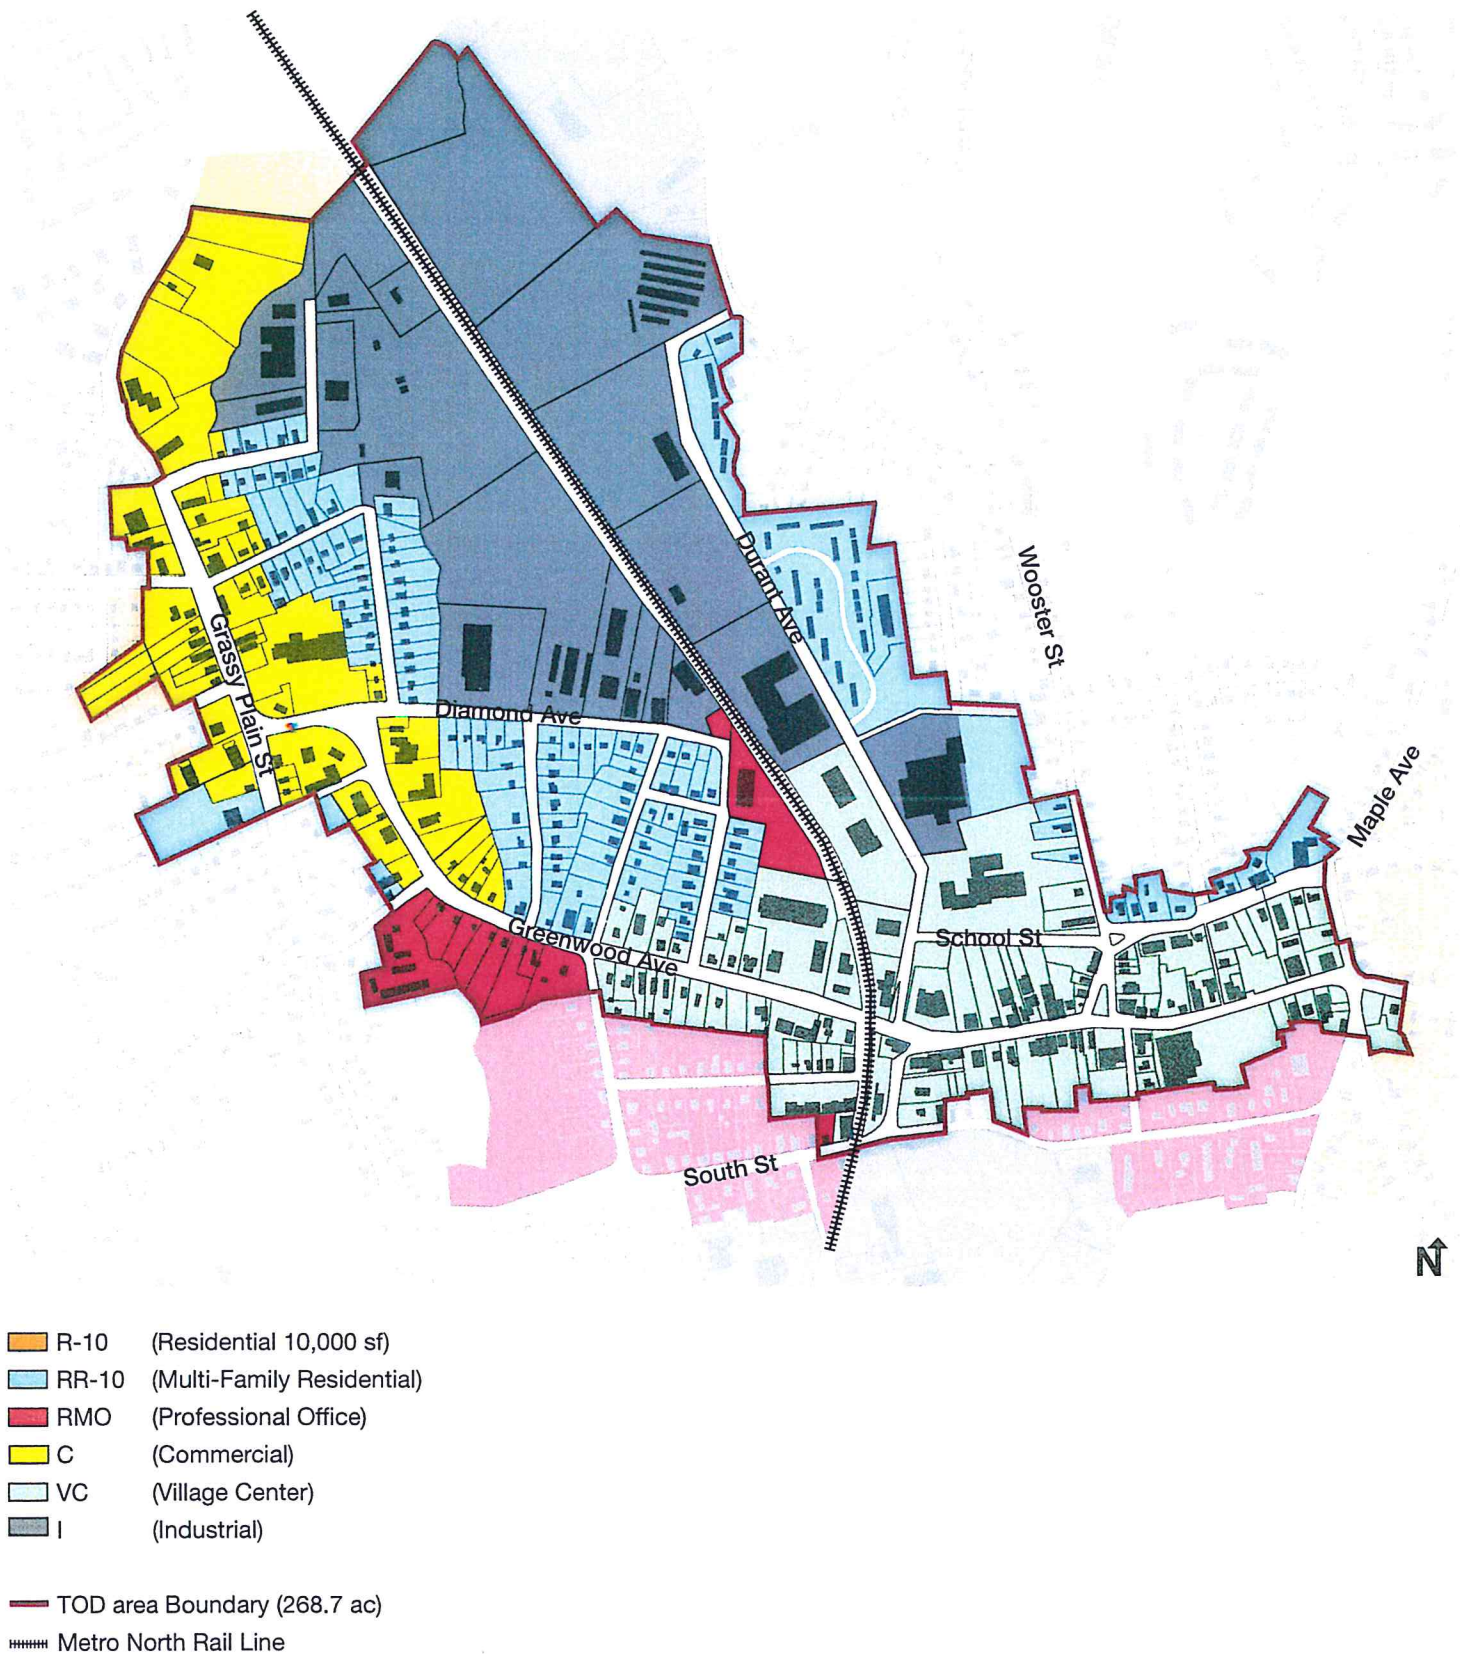 Durant Ave
Wooster St
Grassy Plain St
Diamond Ave
Maple Ave
Greenwood Ave
School St
South St
N
R-10 (Residential 10,000 sf)
RR-10 (Multi-Family Residential)
RMO (Professional Office)
C (Commercial)
VC (Village Center)
I (Industrial)
TOD area Boundary (268.7 ac)
Metro North Rail Line